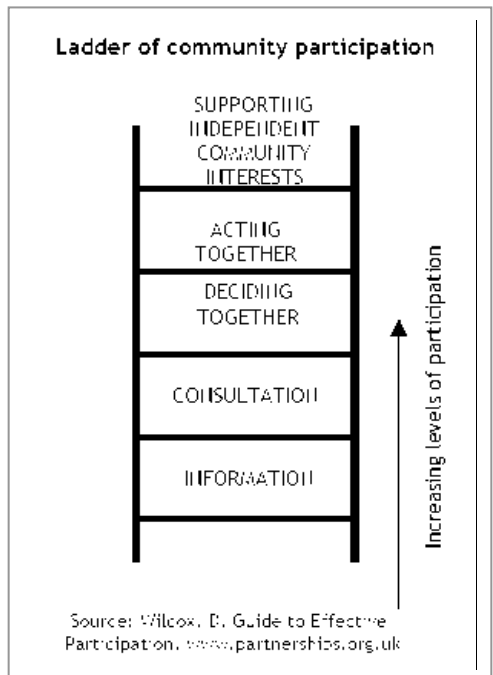 Ladder of community participation
SUPPORTING
INDEPENDENT
COMMUNITY
INTERESTS
ACTING
TOGETHER
DECIDING
TOGETHER
CONSULTATION
INFORMATION
Increasing levels of participation
Source: Wilcox, D. Guide to Effective
Participation. www.partnerships.org.uk